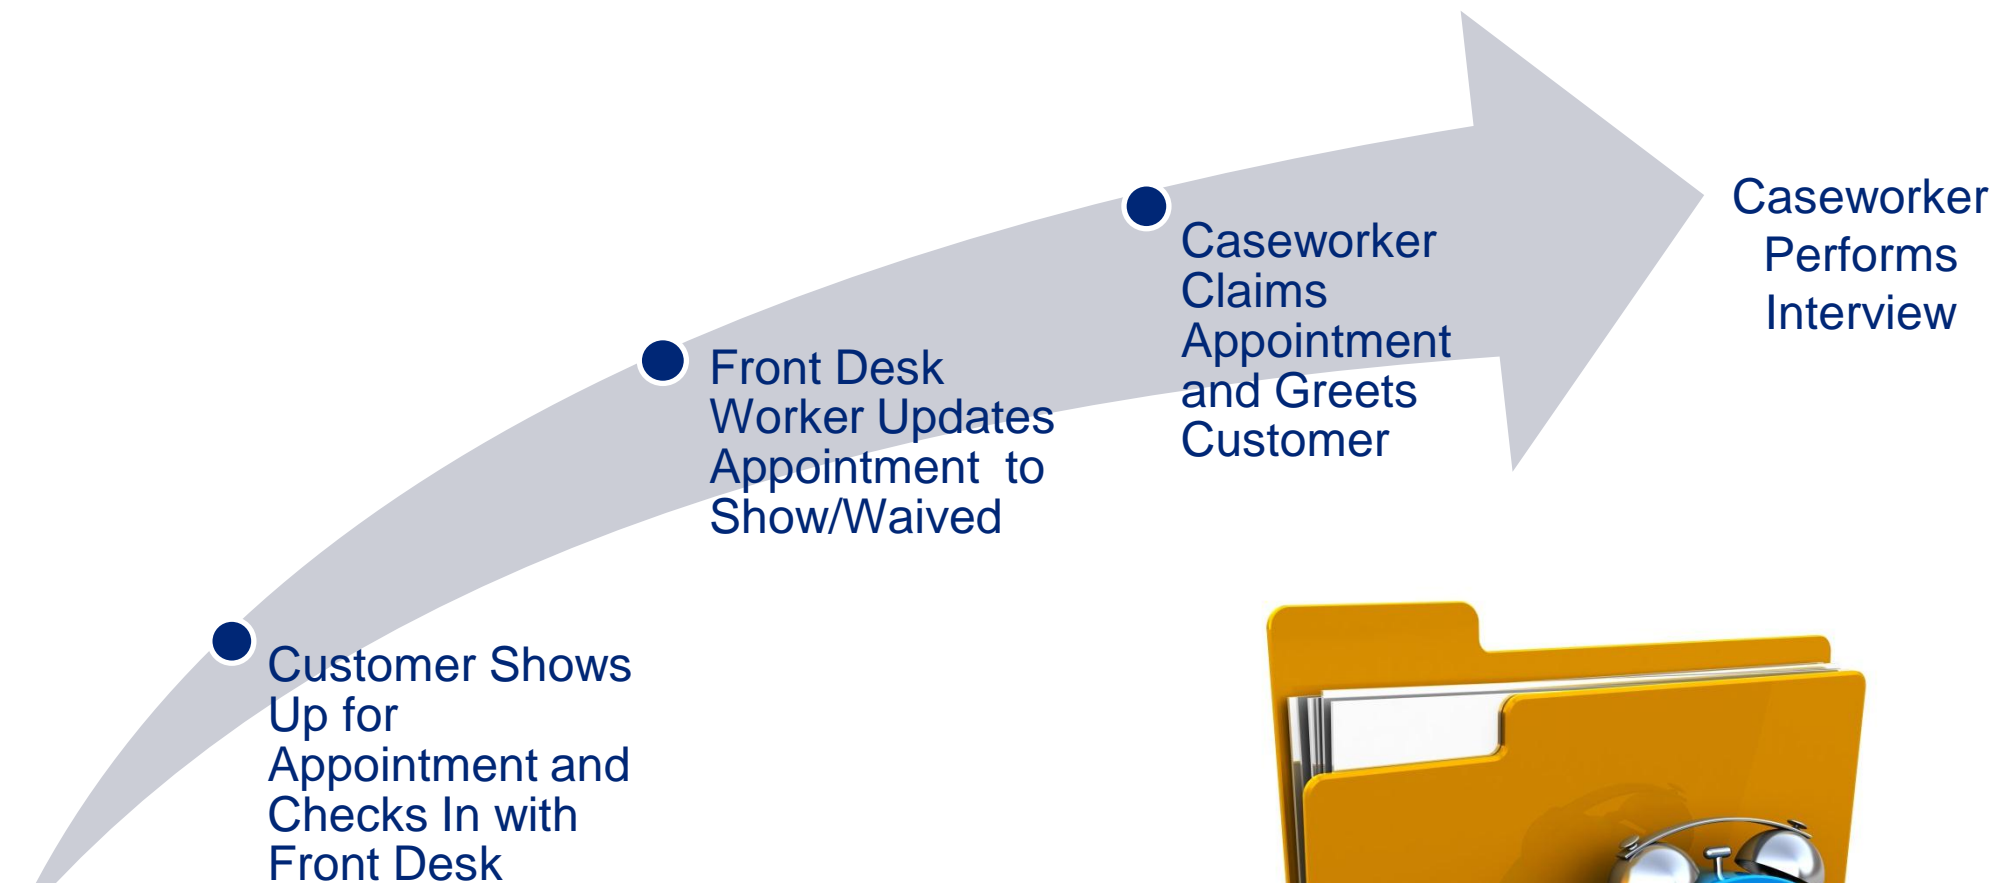 Customer Shows
Up for
Appointment and
Checks In with
Front Desk
Front Desk
Worker Updates
Appointment  to
Show/Waived
Caseworker
Claims
Appointment
and Greets
Customer
Caseworker
Performs
Interview